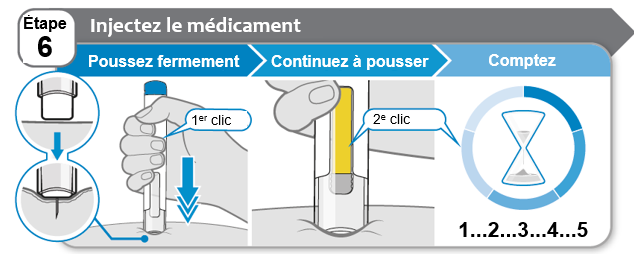 Étape
6
Injectez le médicament
Poussez fermement
Continuez à pousser
Comptez
1er clic
2e clic
1...2...3...4...5